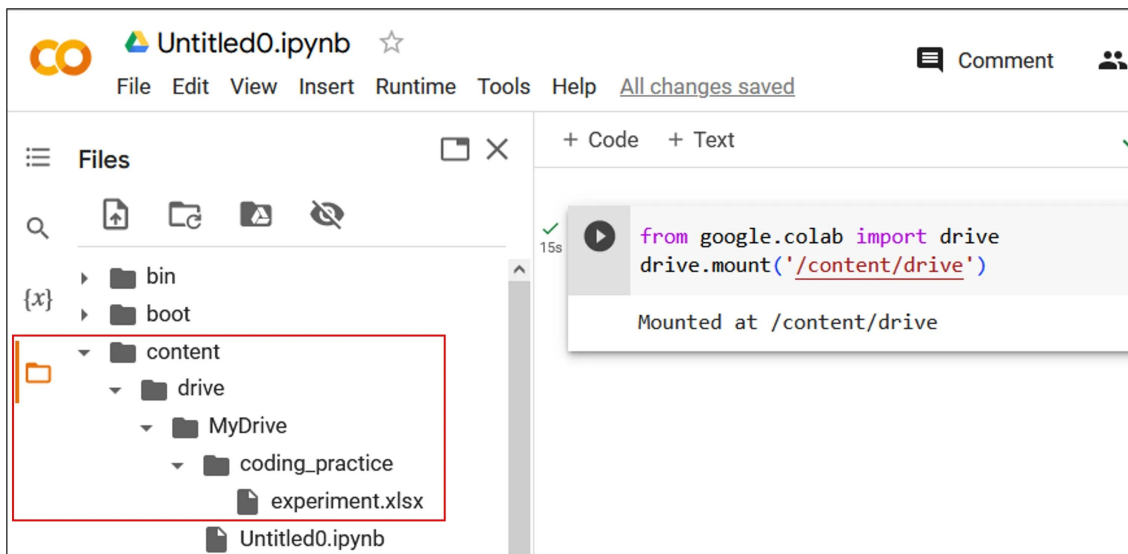 Untitled0.ipynb
File Edit View Insert Runtime Tools Help All changes saved
Comment
Files
+ Code + Text
{x}
bin
boot
content
drive
MyDrive
coding_practice
experiment.xlsx
Untitled0.ipynb
15s
from google.colab import drive
drive.mount('/content/drive')
Mounted at /content/drive